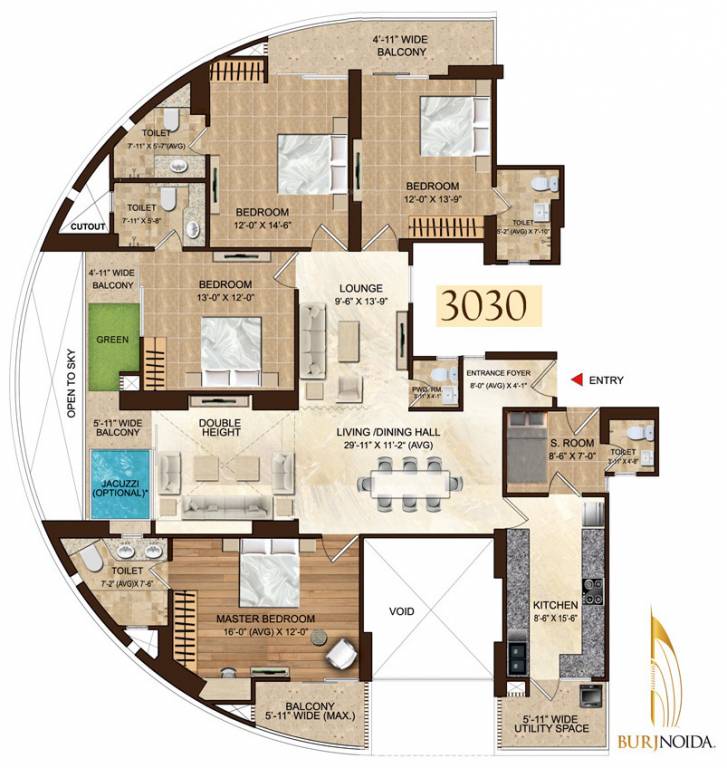 4'-11" WIDE
BALCONY
TOILET
7'-11" X 5'-7"(AVG)
TOILET
7'-11" X 5'-8"
CUTOUT
BEDROOM
12'-0" X 14'-6"
BEDROOM
12'-0" X 13'-9"
TOILET
5'-2" (AVG) X 7'-10"
4'-11" WIDE
BALCONY
BEDROOM
13'-0" X 12'-0"
LOUNGE
9'-6" X 13'-9"
3030
GREEN
OPEN TO SKY
PWD. RM.
ENTRANCE FOYER
8'-0" (AVG) X 4'-1"
ENTRY
5'-11" WIDE
BALCONY
DOUBLE
HEIGHT
LIVING /DINING HALL
29'-11" X 11'-2" (AVG)
S. ROOM
8'-6" X 7'-0"
TOILET
3'-11" X 4'-8"
JACUZZI
(OPTIONAL)*
TOILET
7'-2" (AVG)X 7'-6"
MASTER BEDROOM
16'-0" (AVG) X 12'-0"
VOID
KITCHEN
8'-6" X 15'-6"
BALCONY
5'-11" WIDE (MAX.)
5'-11" WIDE
UTILITY SPACE
BURJNOIDA